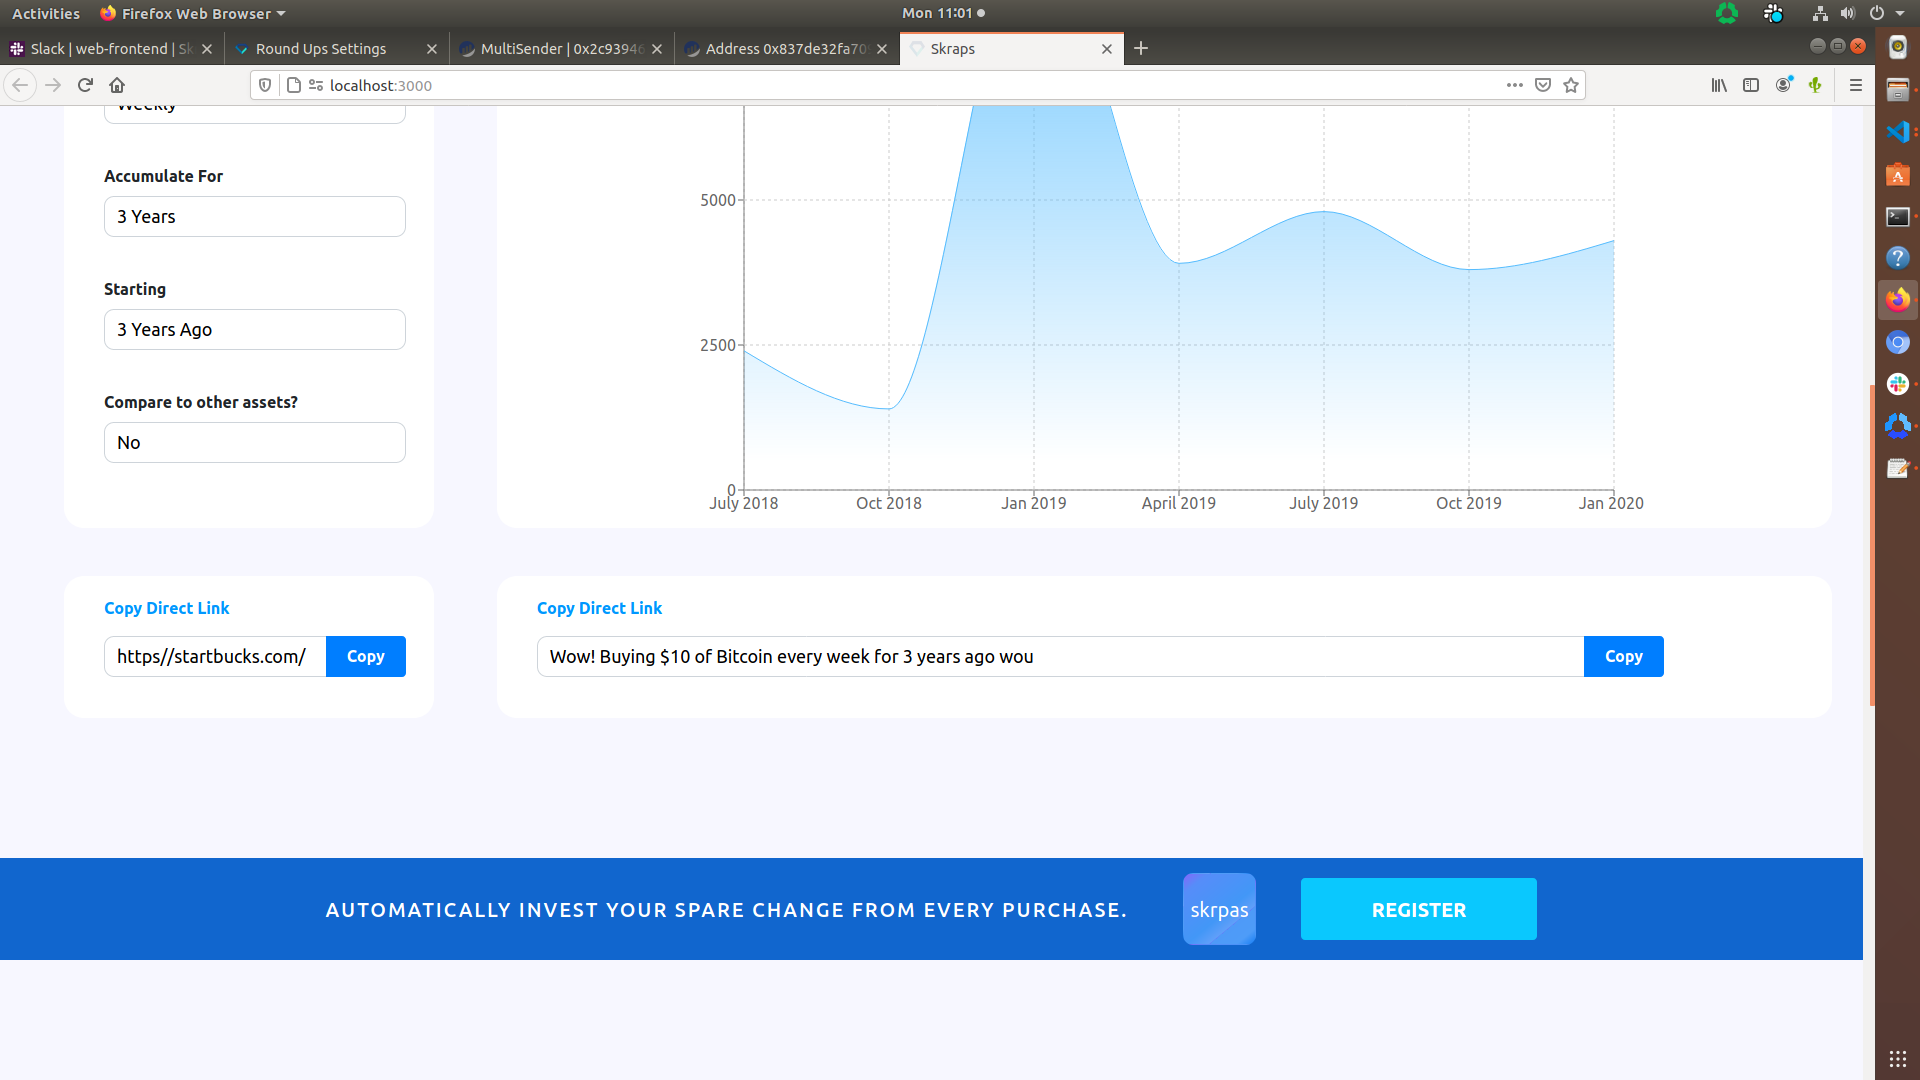 Activities Firefox Web Browser Mon 11:01
Slack | web-frontend | Sk Round Ups Settings MultiSender | 0x2c93946 Address 0x837de32fa70 Skraps
localhost:3000
Weekly
Accumulate For
3 Years
Starting
3 Years Ago
Compare to other assets?
No
5000
2500
0
July 2018 Oct 2018 Jan 2019 April 2019 July 2019 Oct 2019 Jan 2020
Copy Direct Link
https//startbucks.com/ Copy
Copy Direct Link
Wow! Buying $10 of Bitcoin every week for 3 years ago wou Copy
AUTOMATICALLY INVEST YOUR SPARE CHANGE FROM EVERY PURCHASE. skrpas REGISTER